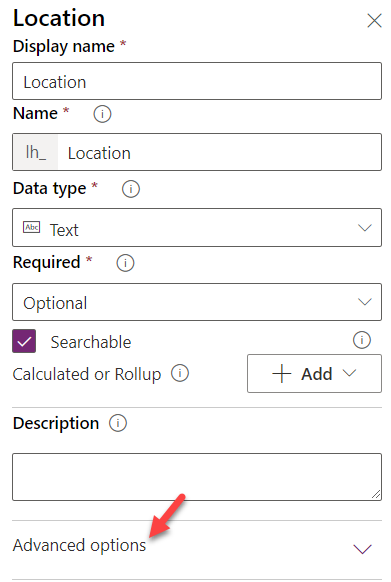 Location
Display name *
Location
Name * i
lh_ Location
Data type * i
Abc Text
Required * i
Optional
Searchable i
Calculated or Rollup i + Add
Description i
Advanced options